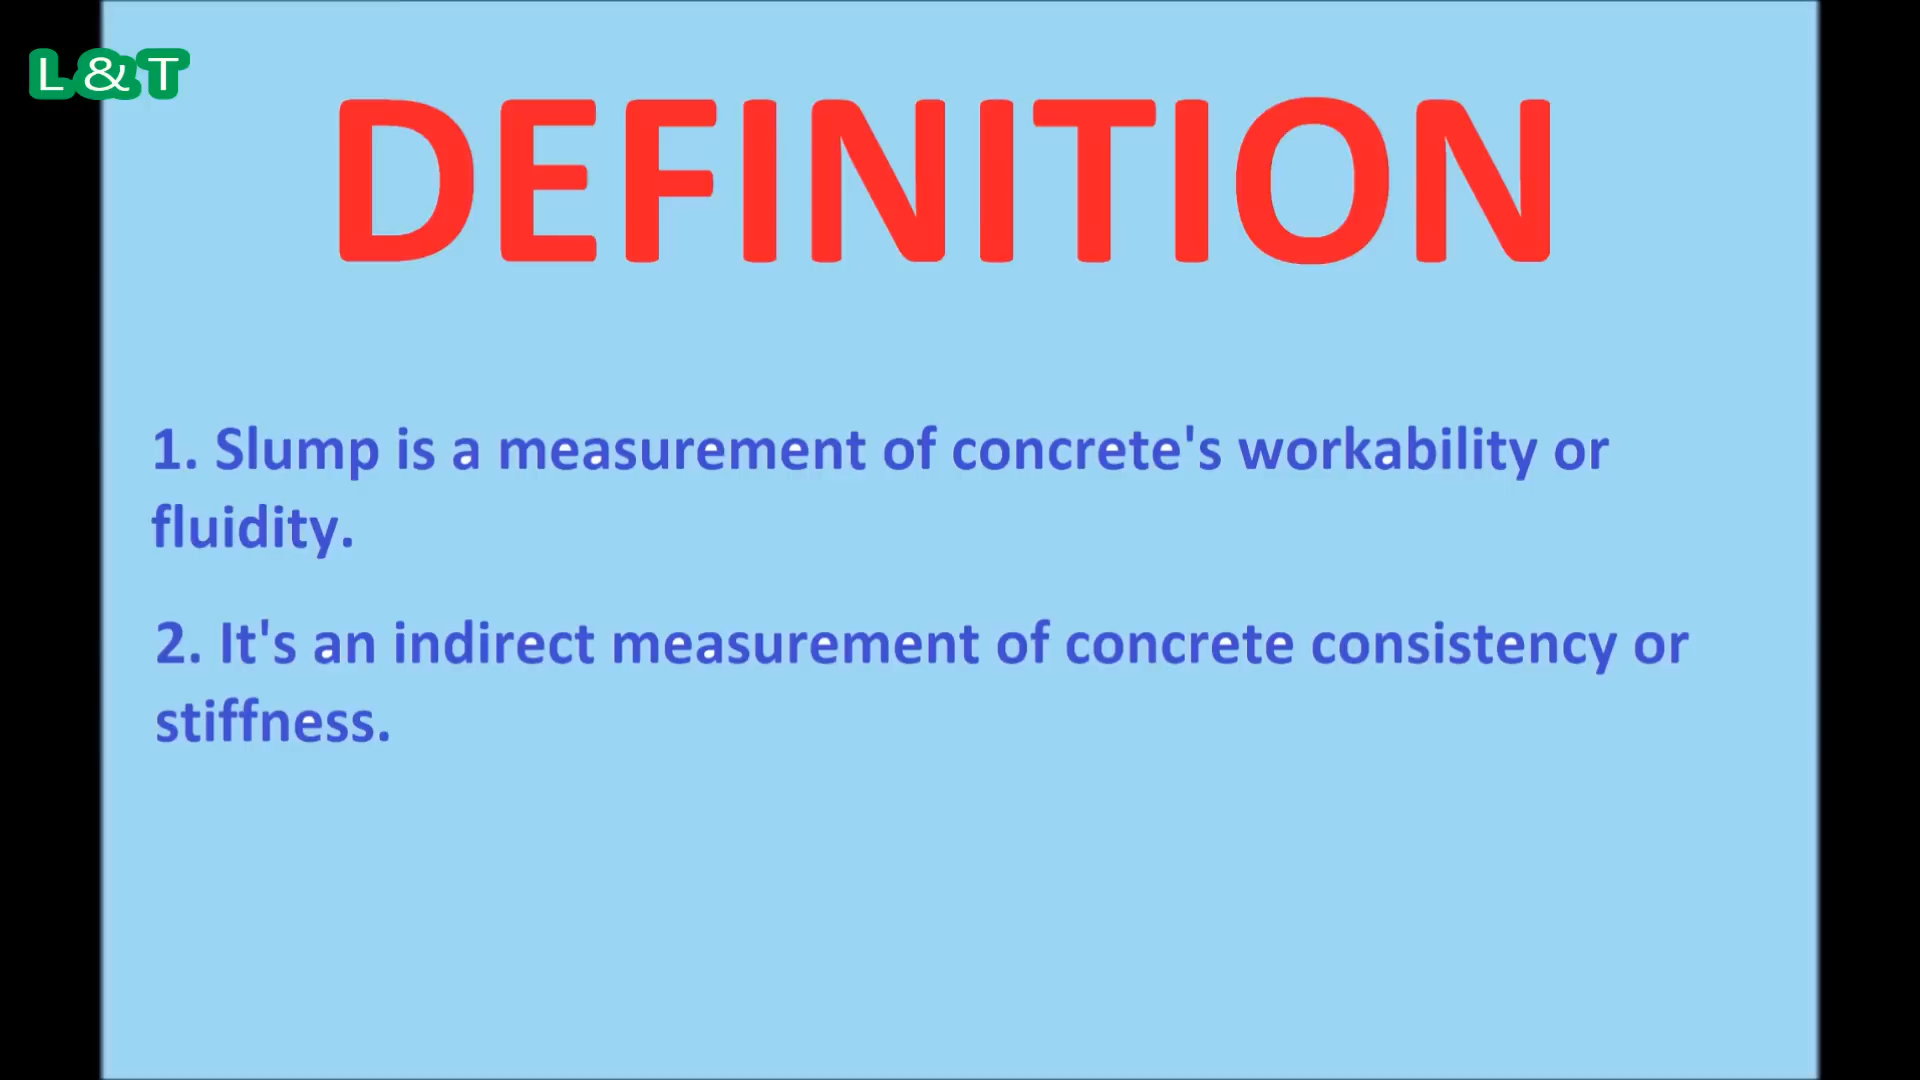 L&T
DEFINITION
1. Slump is a measurement of concrete's workability or
fluidity.
2. It's an indirect measurement of concrete consistency or
stiffness.